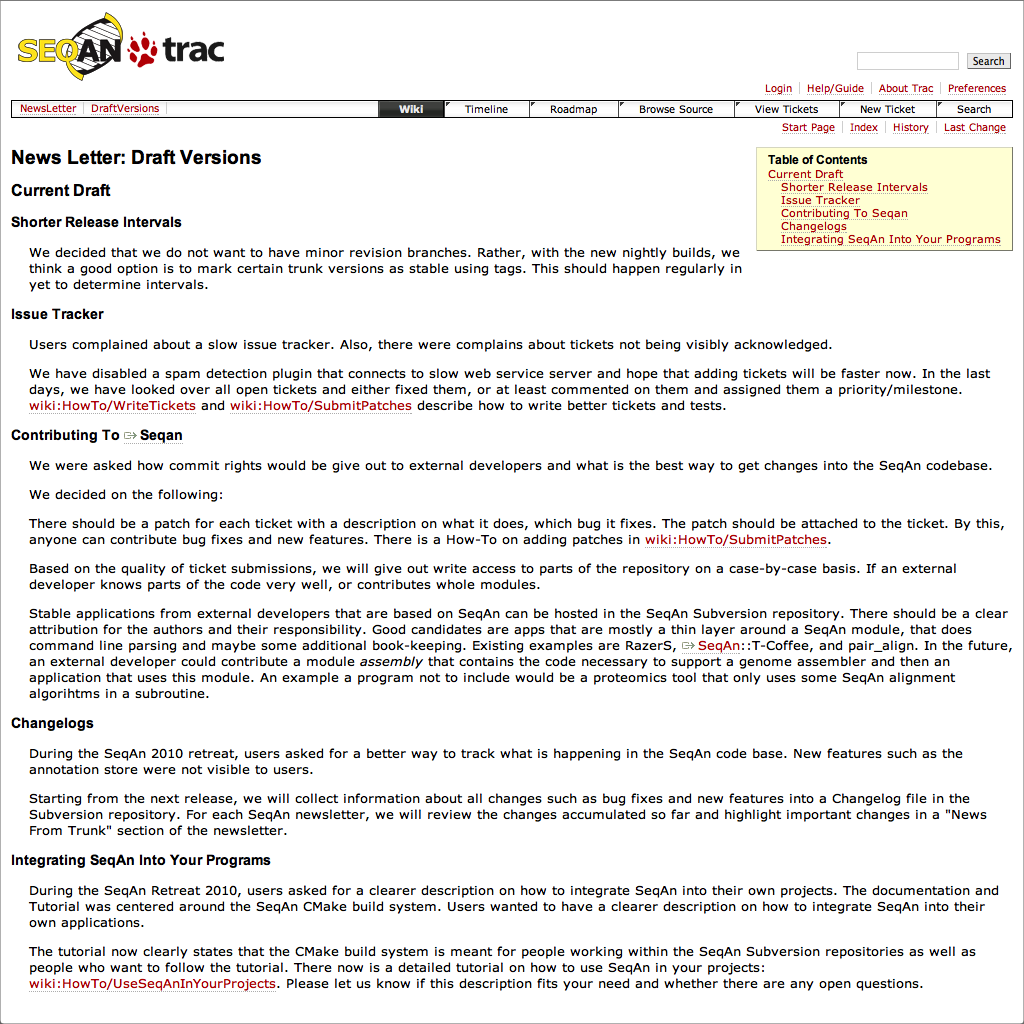 SEQAN trac
Search
Login Help/Guide About Trac Preferences
NewsLetter DraftVersions Wiki Timeline Roadmap Browse Source View Tickets New Ticket Search
Start Page Index History Last Change
News Letter: Draft Versions
Table of Contents
Current Draft
Shorter Release Intervals
Issue Tracker
Contributing To Seqan
Changelogs
Integrating SeqAn Into Your Programs
Current Draft
Shorter Release Intervals
We decided that we do not want to have minor revision branches. Rather, with the new nightly builds, we
think a good option is to mark certain trunk versions as stable using tags. This should happen regularly in
yet to determine intervals.
Issue Tracker
Users complained about a slow issue tracker. Also, there were complains about tickets not being visibly acknowledged.
We have disabled a spam detection plugin that connects to slow web service server and hope that adding tickets will be faster now. In the last
days, we have looked over all open tickets and either fixed them, or at least commented on them and assigned them a priority/milestone.
wiki:HowTo/WriteTickets and wiki:HowTo/SubmitPatches describe how to write better tickets and tests.
Contributing To Seqan
We were asked how commit rights would be give out to external developers and what is the best way to get changes into the SeqAn codebase.
We decided on the following:
There should be a patch for each ticket with a description on what it does, which bug it fixes. The patch should be attached to the ticket. By this,
anyone can contribute bug fixes and new features. There is a How-To on adding patches in wiki:HowTo/SubmitPatches.
Based on the quality of ticket submissions, we will give out write access to parts of the repository on a case-by-case basis. If an external
developer knows parts of the code very well, or contributes whole modules.
Stable applications from external developers that are based on SeqAn can be hosted in the SeqAn Subversion repository. There should be a clear
attribution for the authors and their responsibility. Good candidates are apps that are mostly a thin layer around a SeqAn module, that does
command line parsing and maybe some additional book-keeping. Existing examples are RazerS, SeqAn::T-Coffee, and pair_align. In the future,
an external developer could contribute a module assembly that contains the code necessary to support a genome assembler and then an
application that uses this module. An example a program not to include would be a proteomics tool that only uses some SeqAn alignment
algorihtms in a subroutine.
Changelogs
During the SeqAn 2010 retreat, users asked for a better way to track what is happening in the SeqAn code base. New features such as the
annotation store were not visible to users.
Starting from the next release, we will collect information about all changes such as bug fixes and new features into a Changelog file in the
Subversion repository. For each SeqAn newsletter, we will review the changes accumulated so far and highlight important changes in a "News
From Trunk" section of the newsletter.
Integrating SeqAn Into Your Programs
During the SeqAn Retreat 2010, users asked for a clearer description on how to integrate SeqAn into their own projects. The documentation and
Tutorial was centered around the SeqAn CMake build system. Users wanted to have a clearer description on how to integrate SeqAn into their
own applications.
The tutorial now clearly states that the CMake build system is meant for people working within the SeqAn Subversion repositories as well as
people who want to follow the tutorial. There now is a detailed tutorial on how to use SeqAn in your projects:
wiki:HowTo/UseSeqAnInYourProjects. Please let us know if this description fits your need and whether there are any open questions.